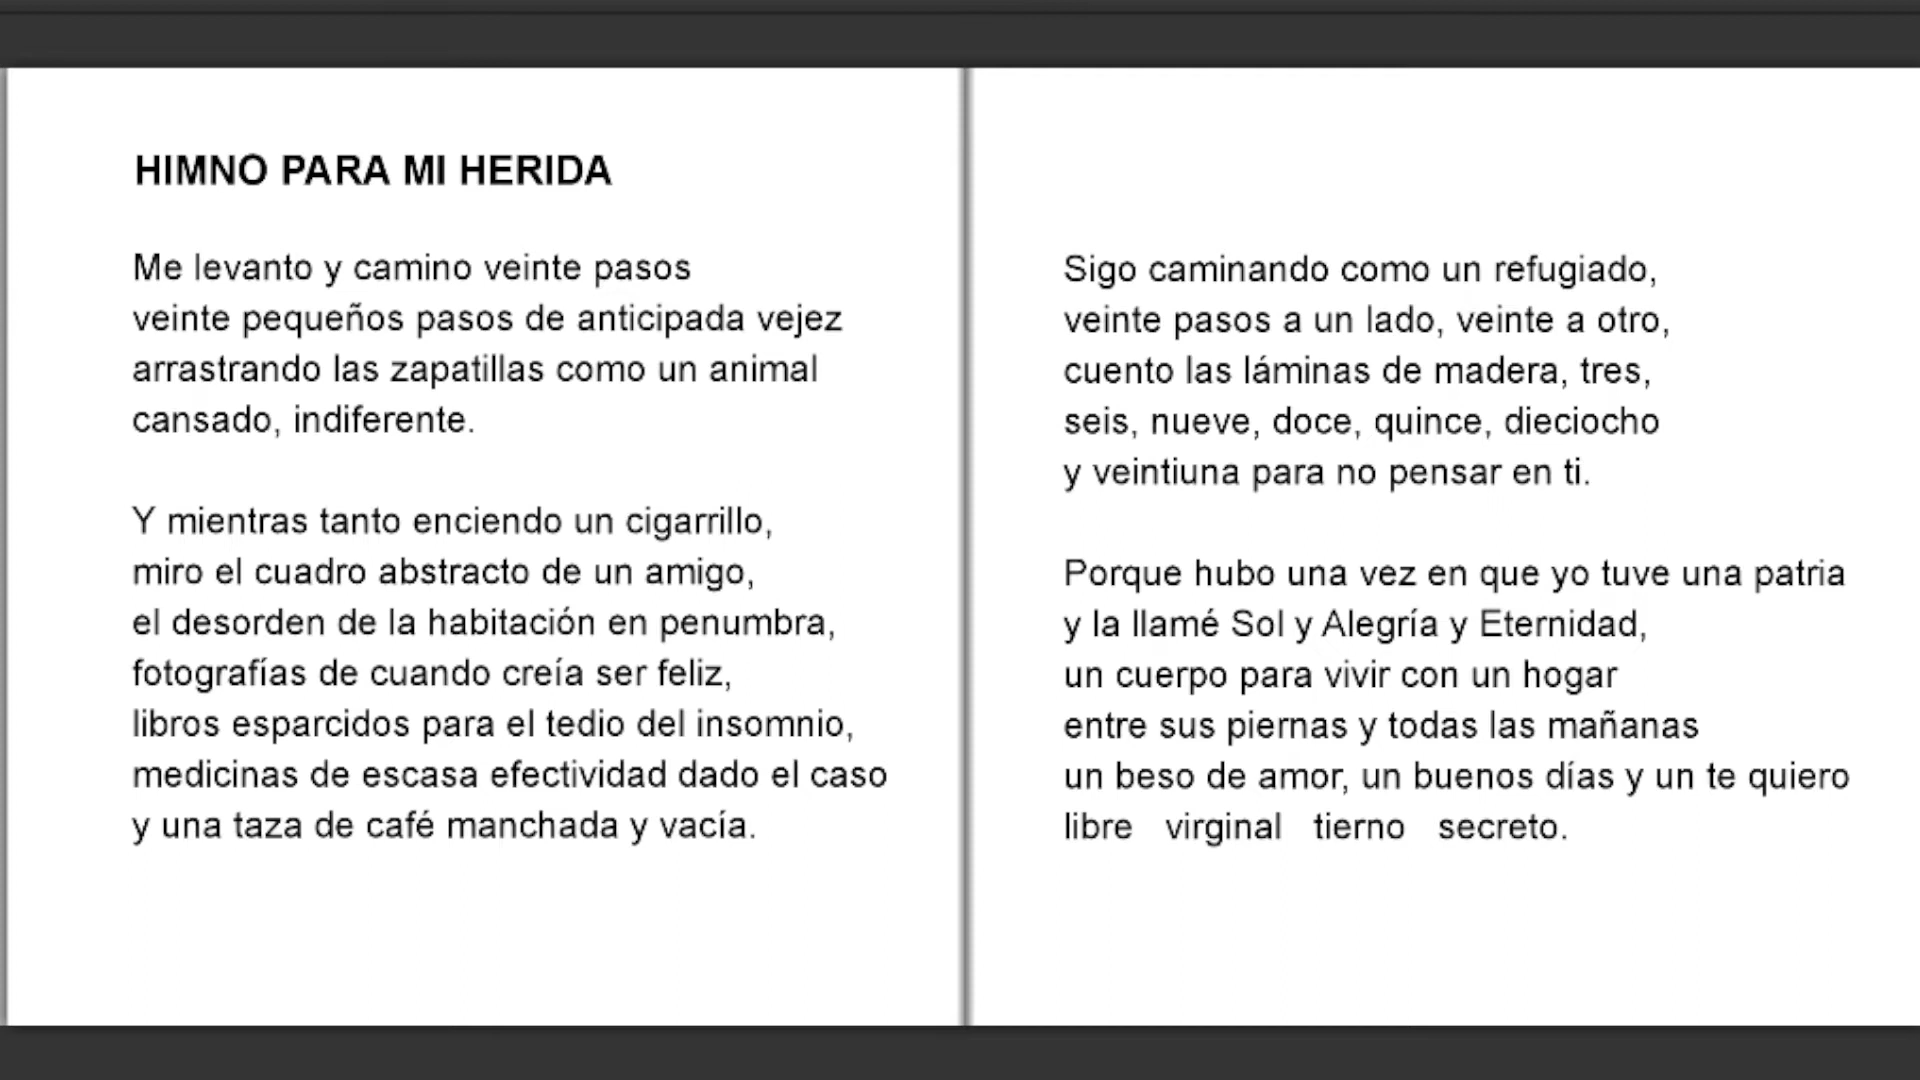 HIMNO PARA MI HERIDA
Me levanto y camino veinte pasos
veinte pequeños pasos de anticipada vejez
arrastrando las zapatillas como un animal
cansado, indiferente.
Y mientras tanto enciendo un cigarrillo,
miro el cuadro abstracto de un amigo,
el desorden de la habitación en penumbra,
fotografías de cuando creía ser feliz,
libros esparcidos para el tedio del insomnio,
medicinas de escasa efectividad dado el caso
y una taza de café manchada y vacía.
Sigo caminando como un refugiado,
veinte pasos a un lado, veinte a otro,
cuento las láminas de madera, tres,
seis, nueve, doce, quince, dieciocho
y veintiuna para no pensar en ti.
Porque hubo una vez en que yo tuve una patria
y la llamé Sol y Alegría y Eternidad,
un cuerpo para vivir con un hogar
entre sus piernas y todas las mañanas
un beso de amor, un buenos días y un te quiero
libre virginal tierno secreto.